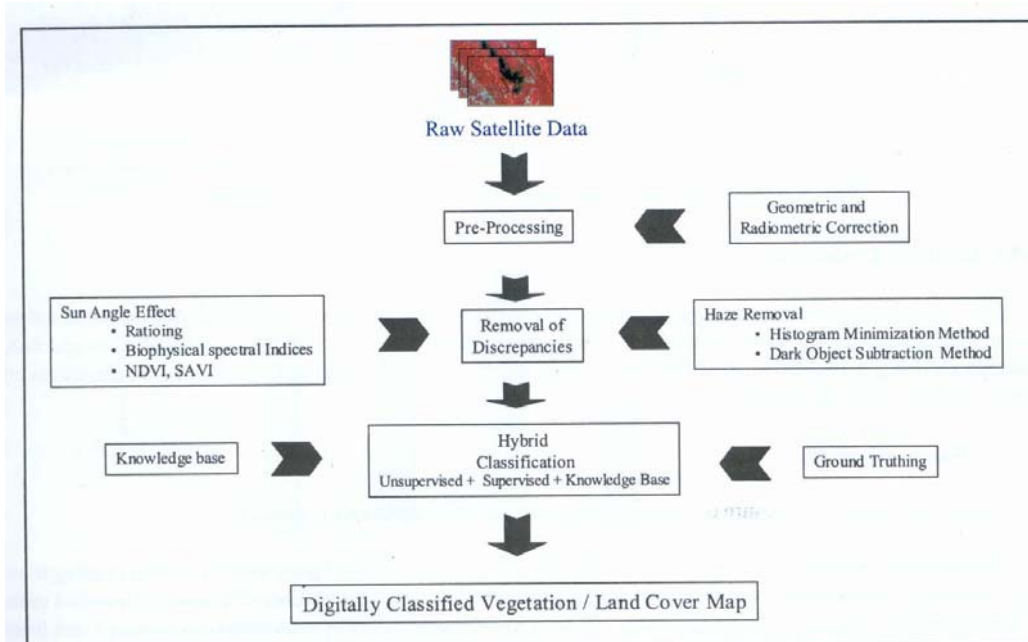 Raw Satellite Data
Pre-Processing
Geometric and
Radiometric Correction
Sun Angle Effect
• Ratioing
• Biophysical spectral Indices
• NDVI, SAVI
Removal of
Discrepancies
Haze Removal
• Histogram Minimization Method
• Dark Object Subtraction Method
Knowledge base
Hybrid
Classification
Unsupervised + Supervised + Knowledge Base
Ground Truthing
Digitally Classified Vegetation / Land Cover Map